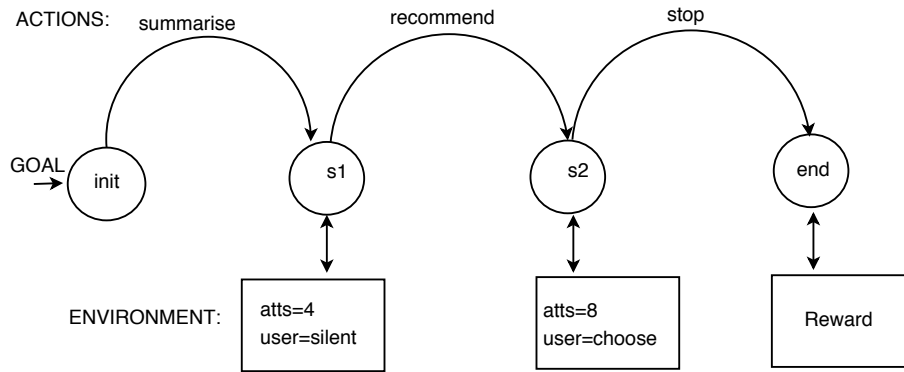 ACTIONS:
summarise
recommend
stop
GOAL
init
s1
s2
end
ENVIRONMENT:
atts=4
user=silent
atts=8
user=choose
Reward